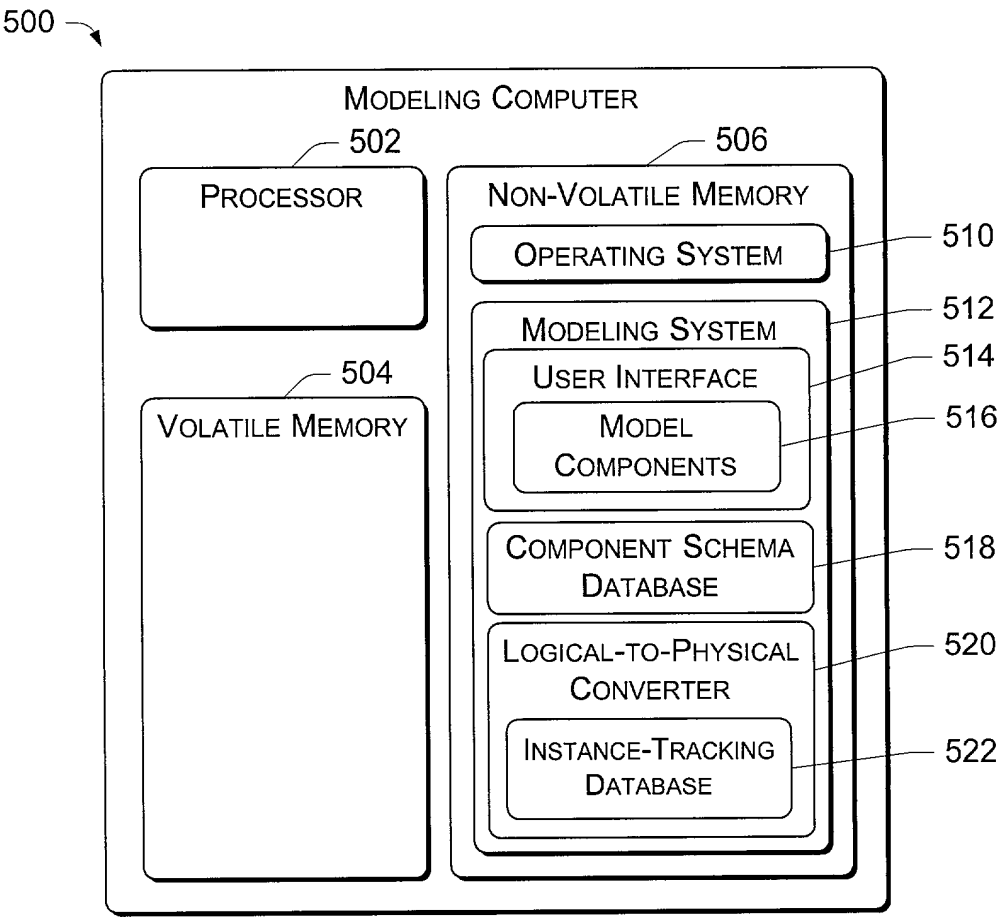 500
MODELING COMPUTER
502
PROCESSOR
504
VOLATILE MEMORY
506
NON-VOLATILE MEMORY
OPERATING SYSTEM
510
MODELING SYSTEM
512
USER INTERFACE
514
MODEL
COMPONENTS
516
COMPONENT SCHEMA
DATABASE
518
LOGICAL-TO-PHYSICAL
CONVERTER
520
INSTANCE-TRACKING
DATABASE
522